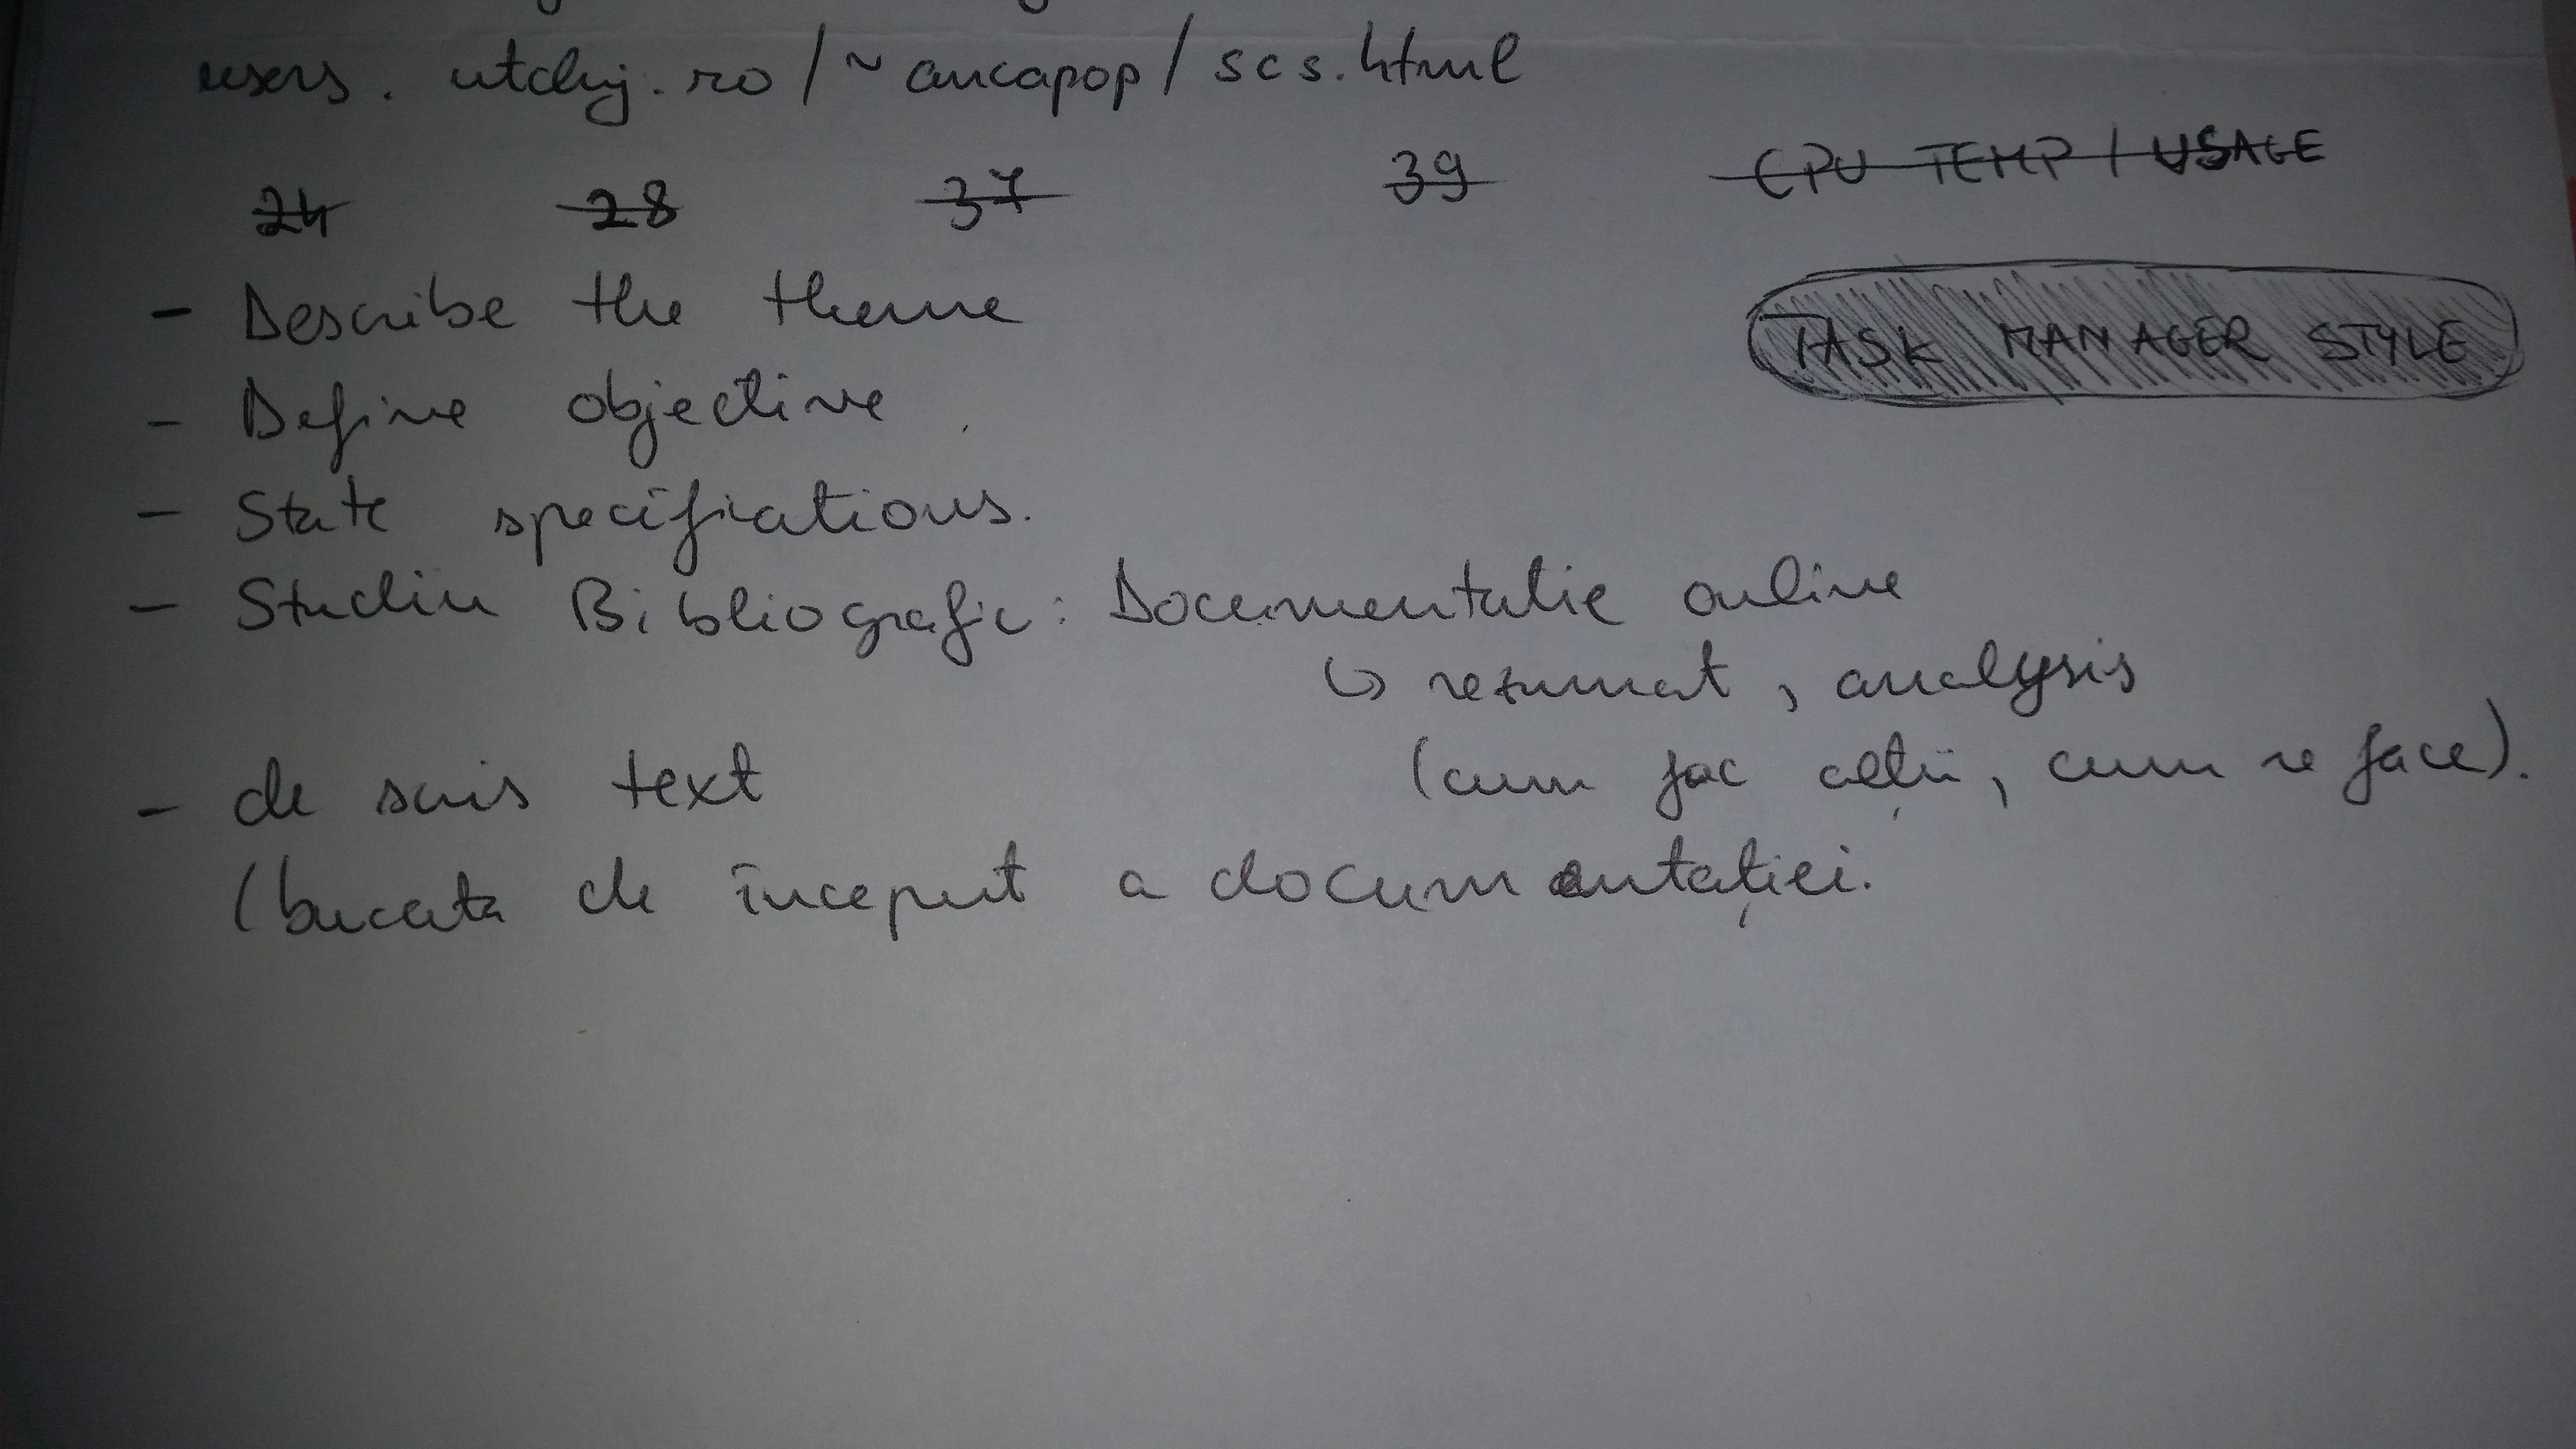 users.utcluj.ro/~ancapop/scs.html
24 28 37 39 CPU TEMP / USAGE
- Describe the theme
TASK MANAGER STYLE
- Define objective
- State specifications.
- Studiu Bibliografic: Documentatie online
↳ rezumat, analysis
(cum fac alții, cum se face).
- de scris text
(bucata de început a documentației.